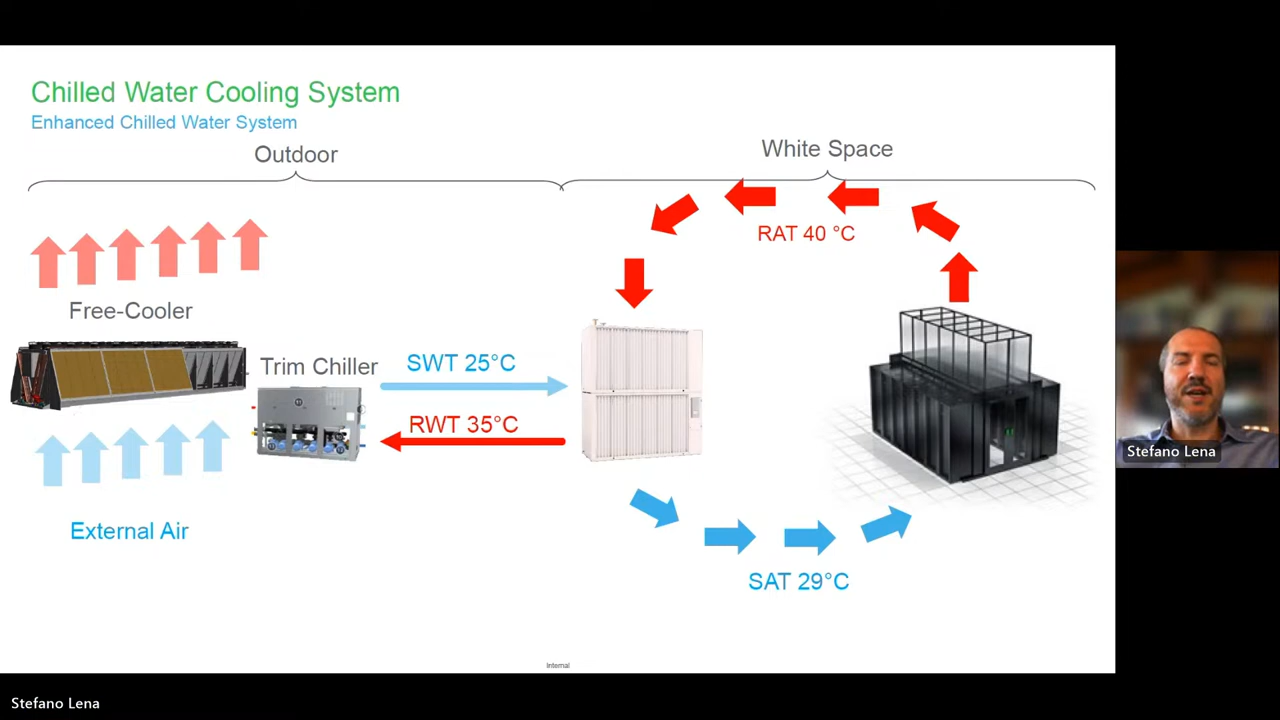 Chilled Water Cooling System
Enhanced Chilled Water System
Outdoor
White Space
RAT 40 °C
Free-Cooler
Trim Chiller
SWT 25°C
RWT 35°C
External Air
SAT 29°C
Internal
Stefano Lena
Stefano Lena